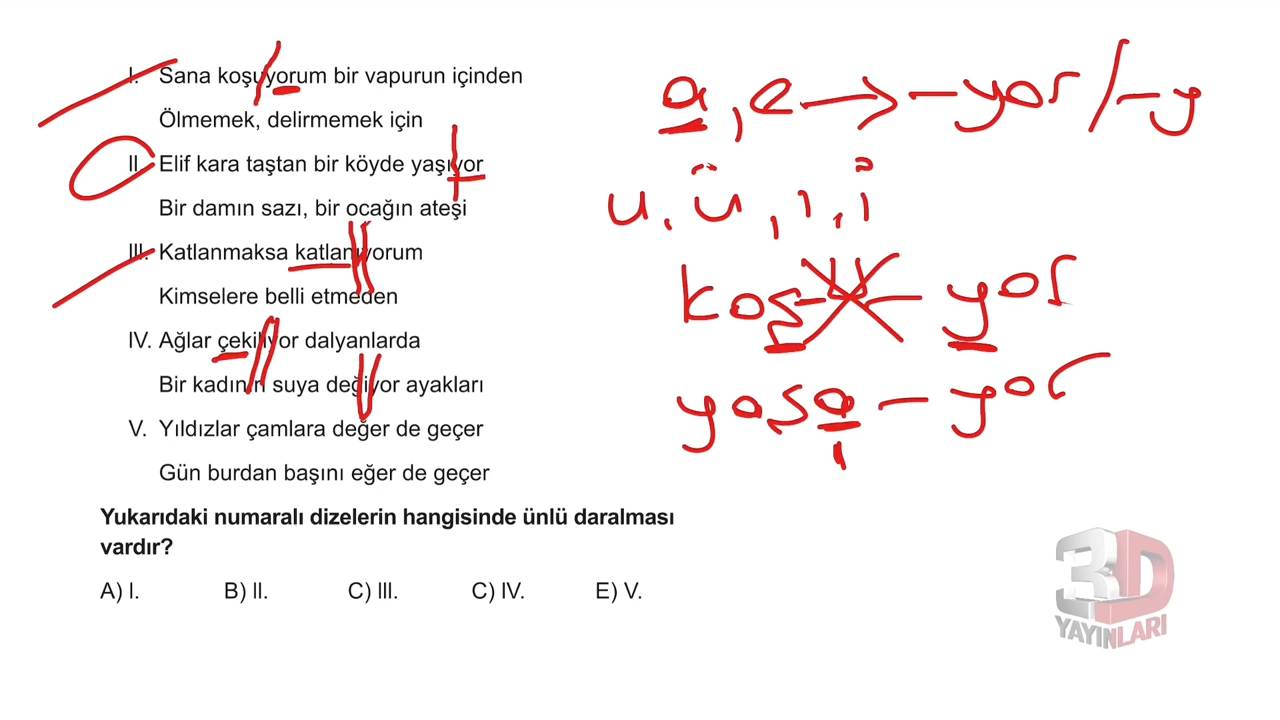 I. Sana koşuyorum bir vapurun içinden
Ölmemek, delirmemek için
II. Elif kara taştan bir köyde yaşıyor
Bir damın sazı, bir ocağın ateşi
III. Katlanmaksa katlanıyorum
Kimselere belli etmeden
IV. Ağlar çekiliyor dalyanlarda
Bir kadının suya değiyor ayakları
V. Yıldızlar çamlara değer de geçer
Gün burdan başını eğer de geçer
Yukarıdaki numaralı dizelerin hangisinde ünlü daralması
vardır?
A) I. B) II. C) III. C) IV. E) V.
a, e → -yor / -y
u, ü, ı, i
koş - u - yor
yaşa - yor
ı
3D
YAYINLARI